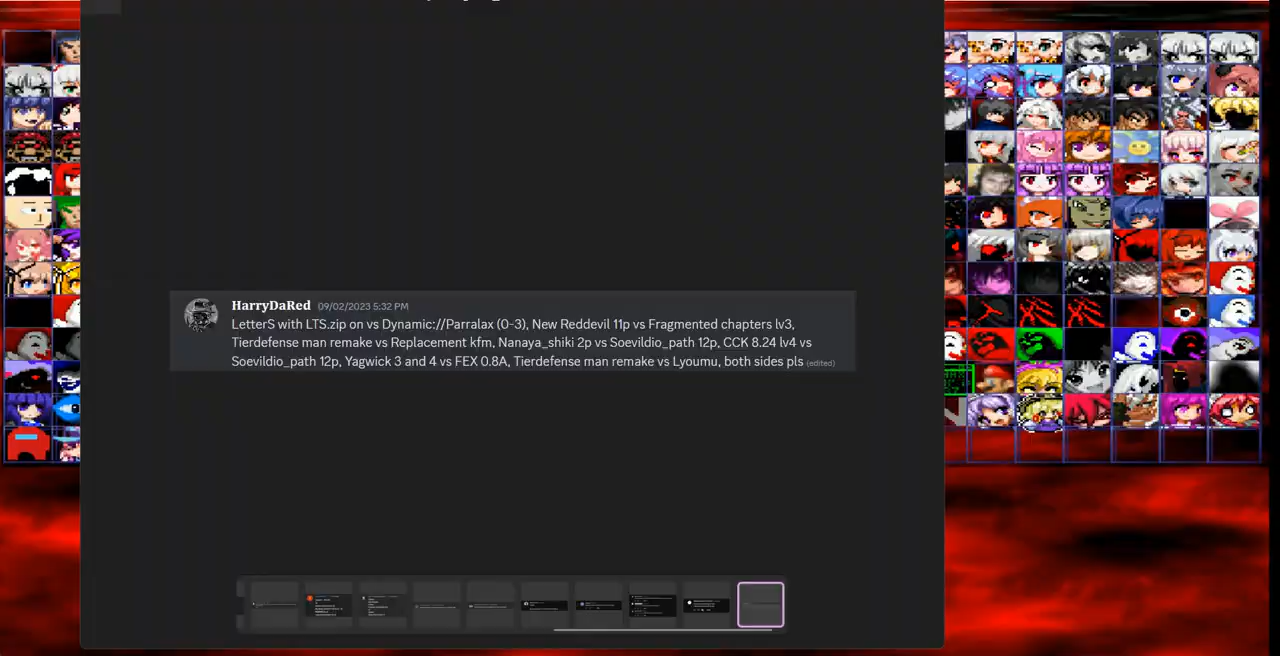 HarryDaRed 09/02/2023 5:32 PM
LetterS with LTS.zip on vs Dynamic://Parralax (0-3), New Reddevil 11p vs Fragmented chapters lv3,
Tierdefense man remake vs Replacement kfm, Nanaya_shiki 2p vs Soevildio_path 12p, CCK 8.24 lv4 vs
Soevildio_path 12p, Yagwick 3 and 4 vs FEX 0.8A, Tierdefense man remake vs Lyoumu, both sides pls (edited)